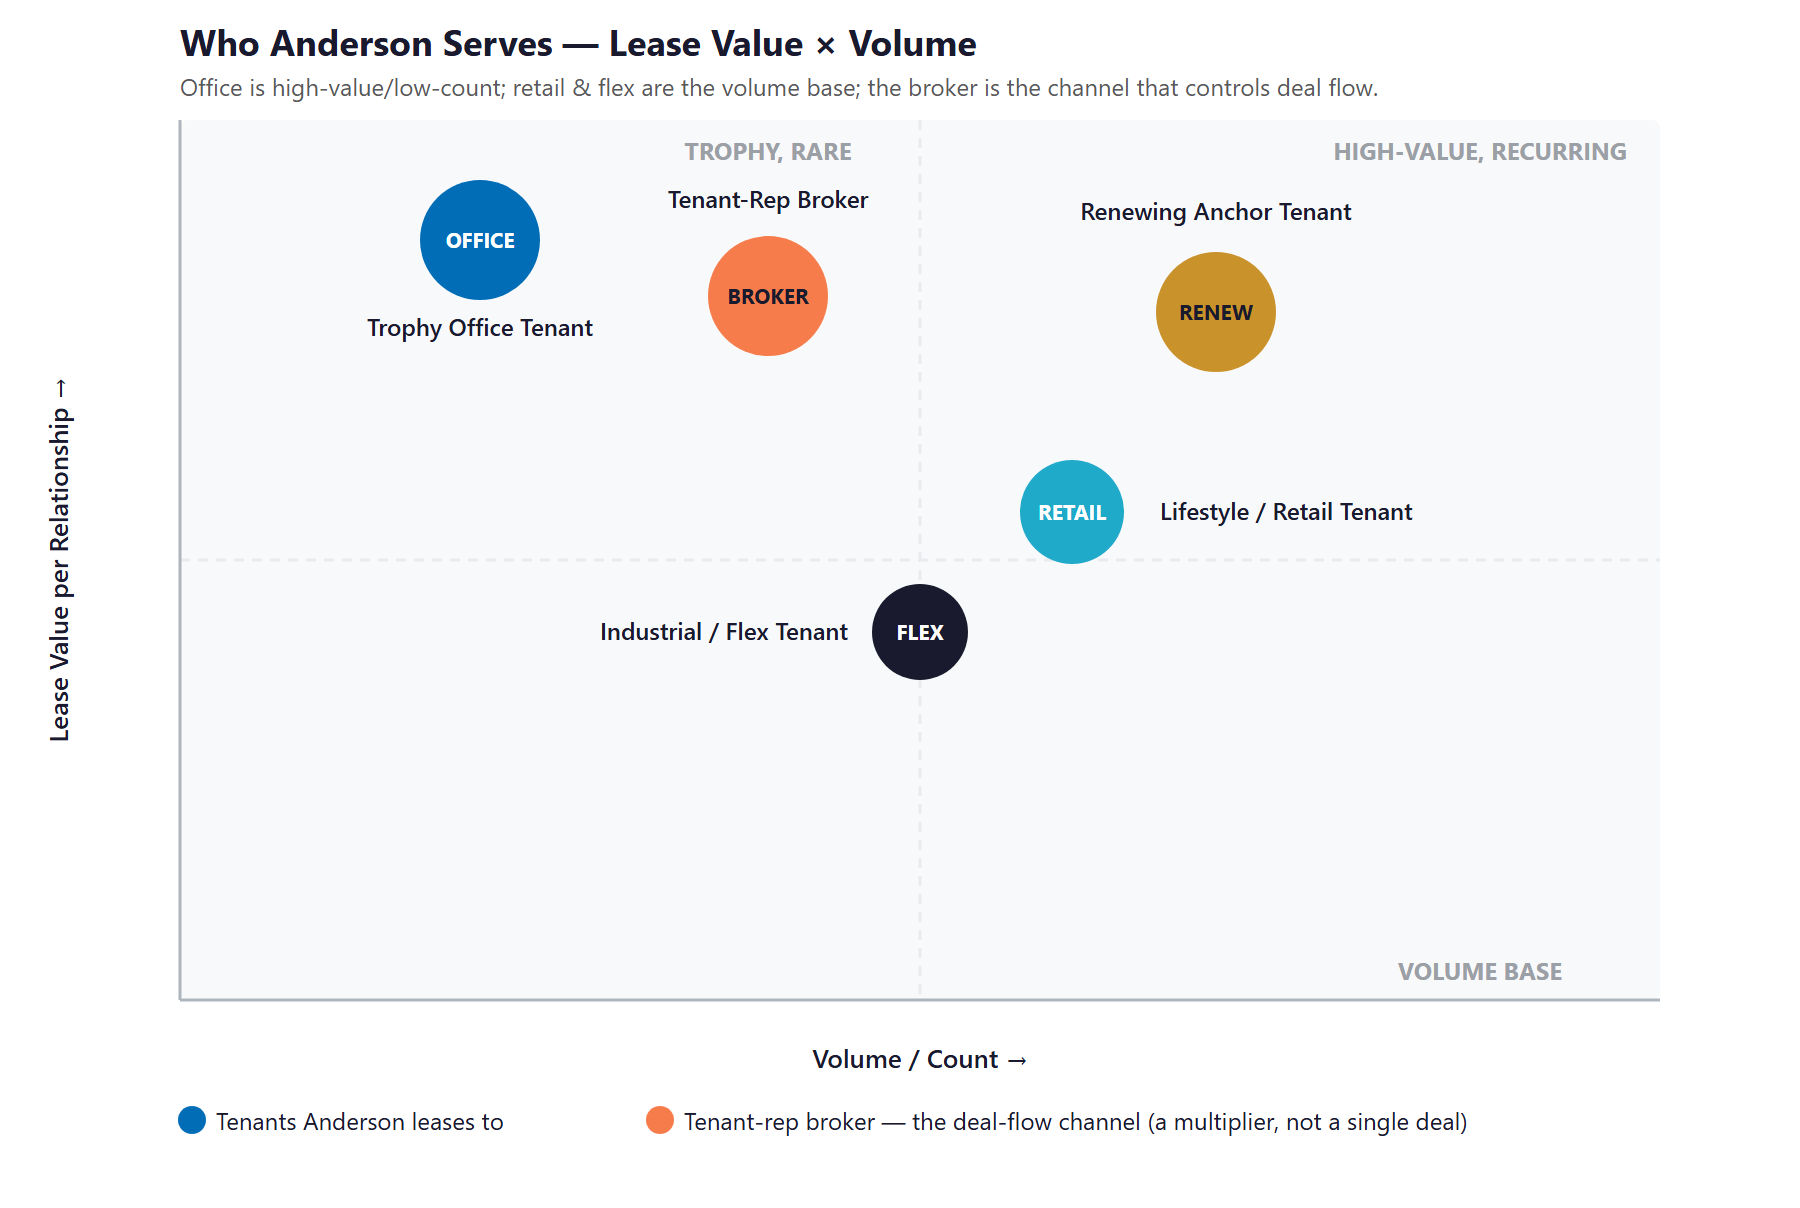 Who Anderson Serves — Lease Value × Volume
Office is high-value/low-count; retail & flex are the volume base; the broker is the channel that controls deal flow.
TROPHY, RARE
HIGH-VALUE, RECURRING
Tenant-Rep Broker
Renewing Anchor Tenant
OFFICE
BROKER
RENEW
Trophy Office Tenant
RETAIL
Lifestyle / Retail Tenant
Industrial / Flex Tenant
FLEX
Lease Value per Relationship →
VOLUME BASE
Volume / Count →
Tenants Anderson leases to
Tenant-rep broker — the deal-flow channel (a multiplier, not a single deal)